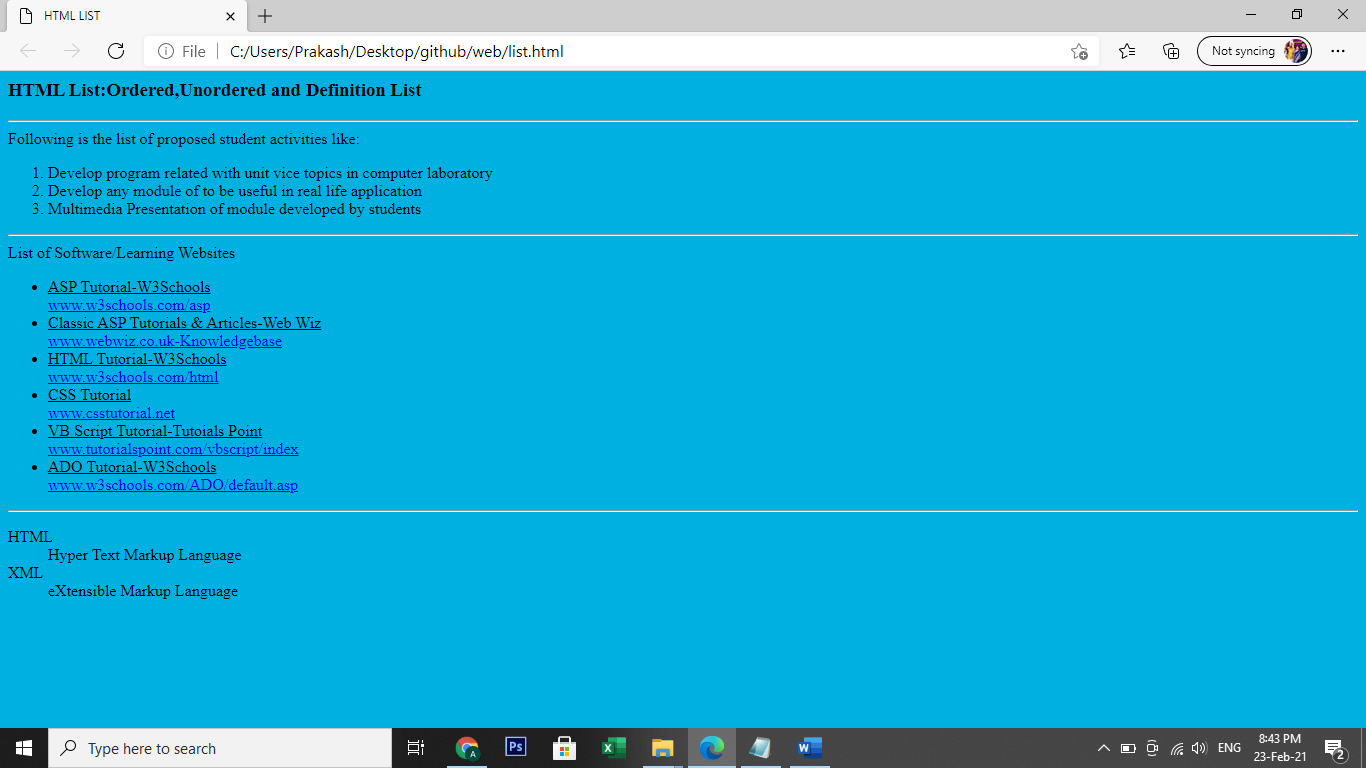 HTML LIST
File
C:/Users/Prakash/Desktop/github/web/list.html
Not syncing
HTML List:Ordered,Unordered and Definition List
Following is the list of proposed student activities like:
1. Develop program related with unit vice topics in computer laboratory
2. Develop any module of to be useful in real life application
3. Multimedia Presentation of module developed by students
List of Software/Learning Websites
• ASP Tutorial-W3Schools
www.w3schools.com/asp
• Classic ASP Tutorials & Articles-Web Wiz
www.webwiz.co.uk-Knowledgebase
• HTML Tutorial-W3Schools
www.w3schools.com/html
• CSS Tutorial
www.csstutorial.net
• VB Script Tutorial-Tutoials Point
www.tutorialspoint.com/vbscript/index
• ADO Tutorial-W3Schools
www.w3schools.com/ADO/default.asp
HTML
Hyper Text Markup Language
XML
eXtensible Markup Language
Type here to search
A
Ps
X
W
ENG
8:43 PM
23-Feb-21
2